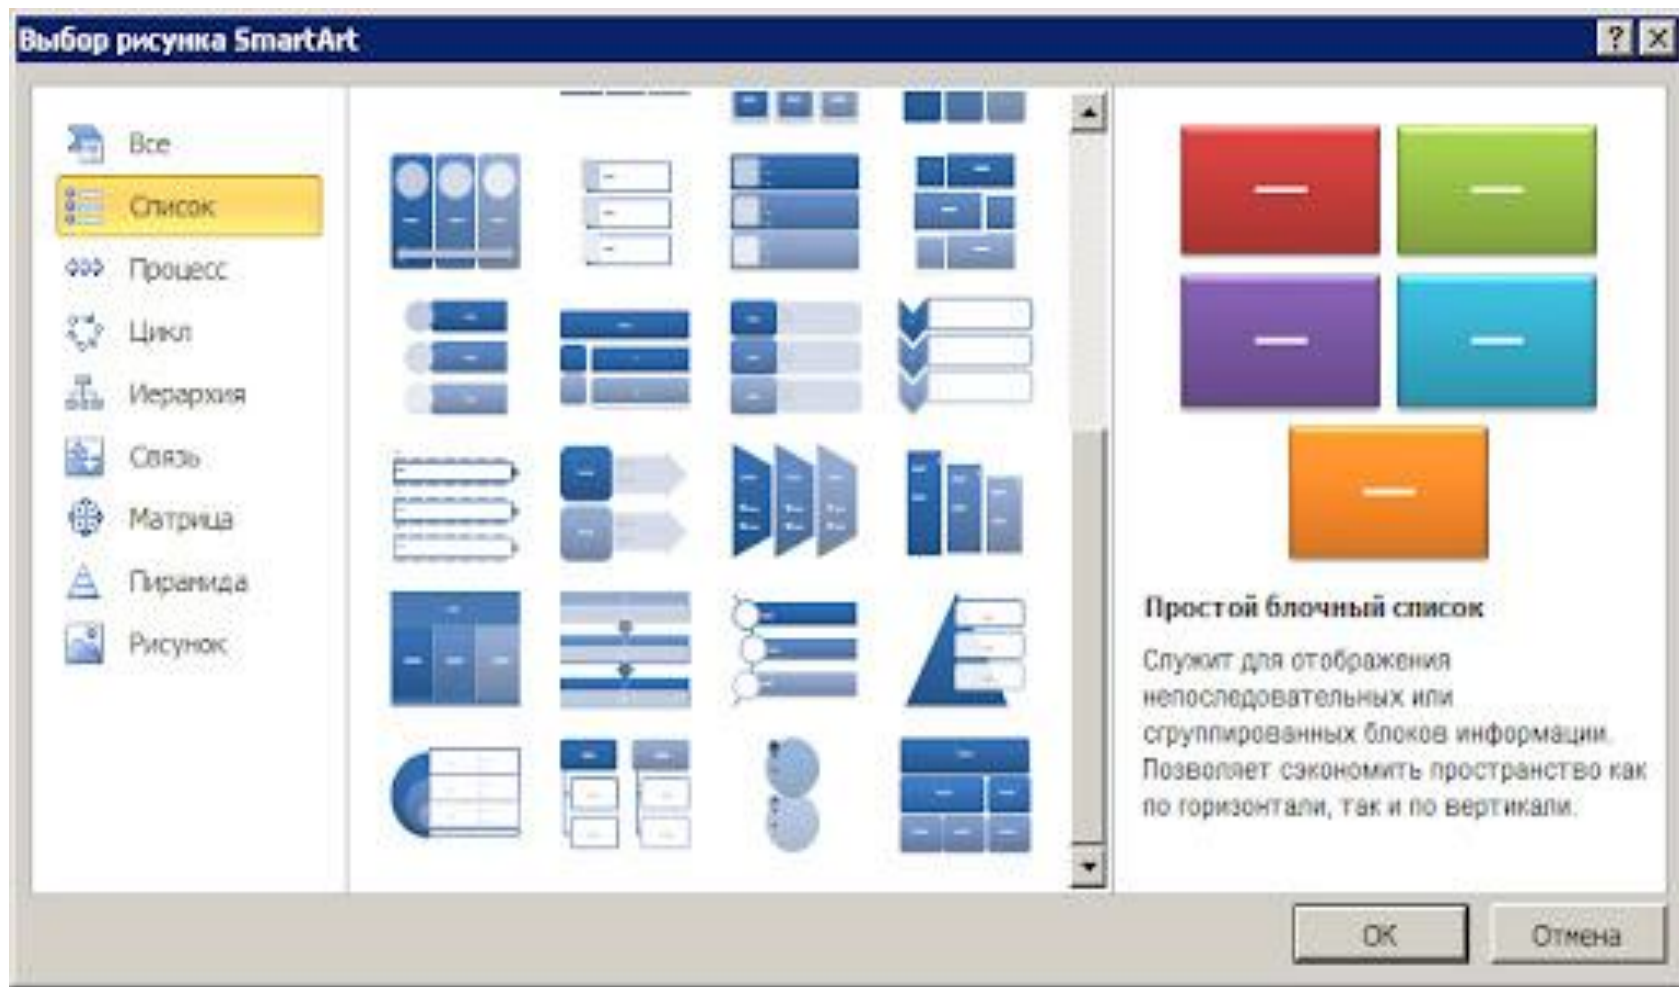 Выбор рисунка SmartArt
Все
Список
Процесс
Цикл
Иерархия
Связь
Матрица
Пирамида
Рисунок
Простой блочный список
Служит для отображения
непоследовательных или
сгруппированных блоков информации.
Позволяет сэкономить пространство как
по горизонтали, так и по вертикали.
ОК
Отмена